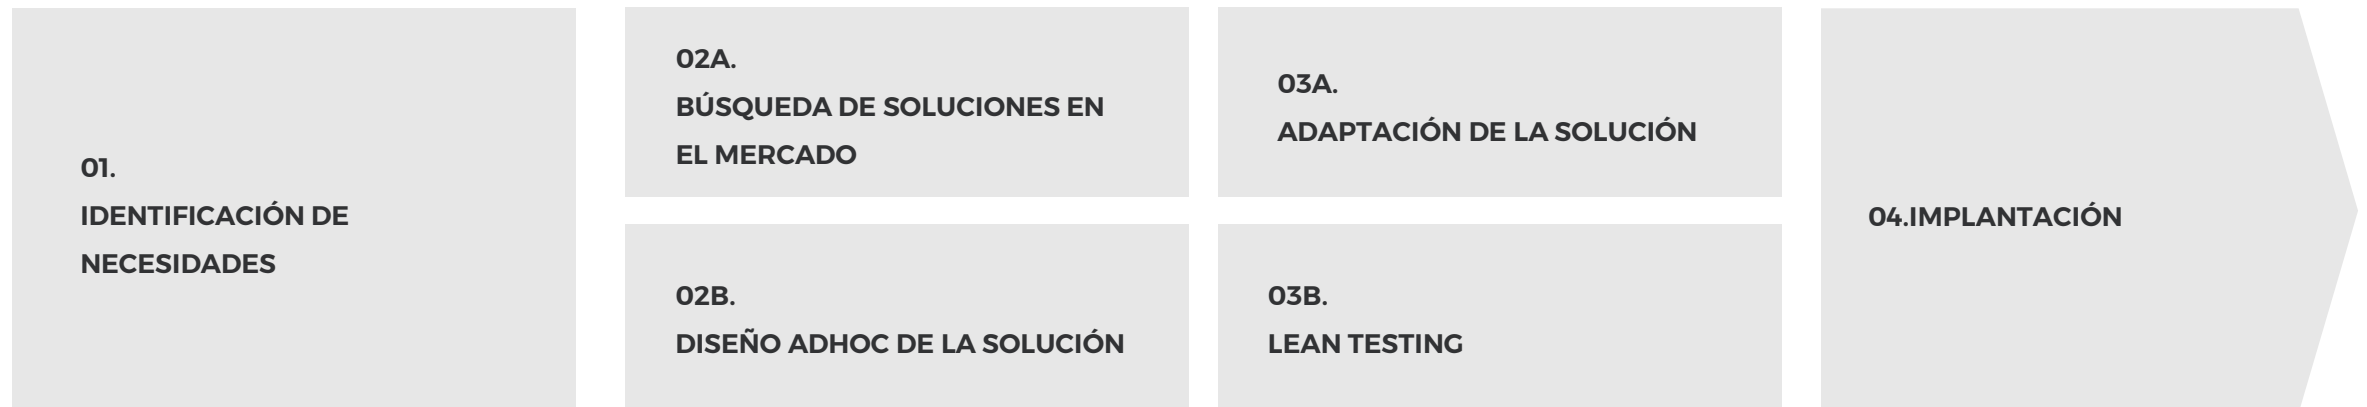 01.
IDENTIFICACIÓN DE
NECESIDADES
02A.
BÚSQUEDA DE SOLUCIONES EN
EL MERCADO
02B.
DISEÑO ADHOC DE LA SOLUCIÓN
03A.
ADAPTACIÓN DE LA SOLUCIÓN
03B.
LEAN TESTING
04.IMPLANTACIÓN